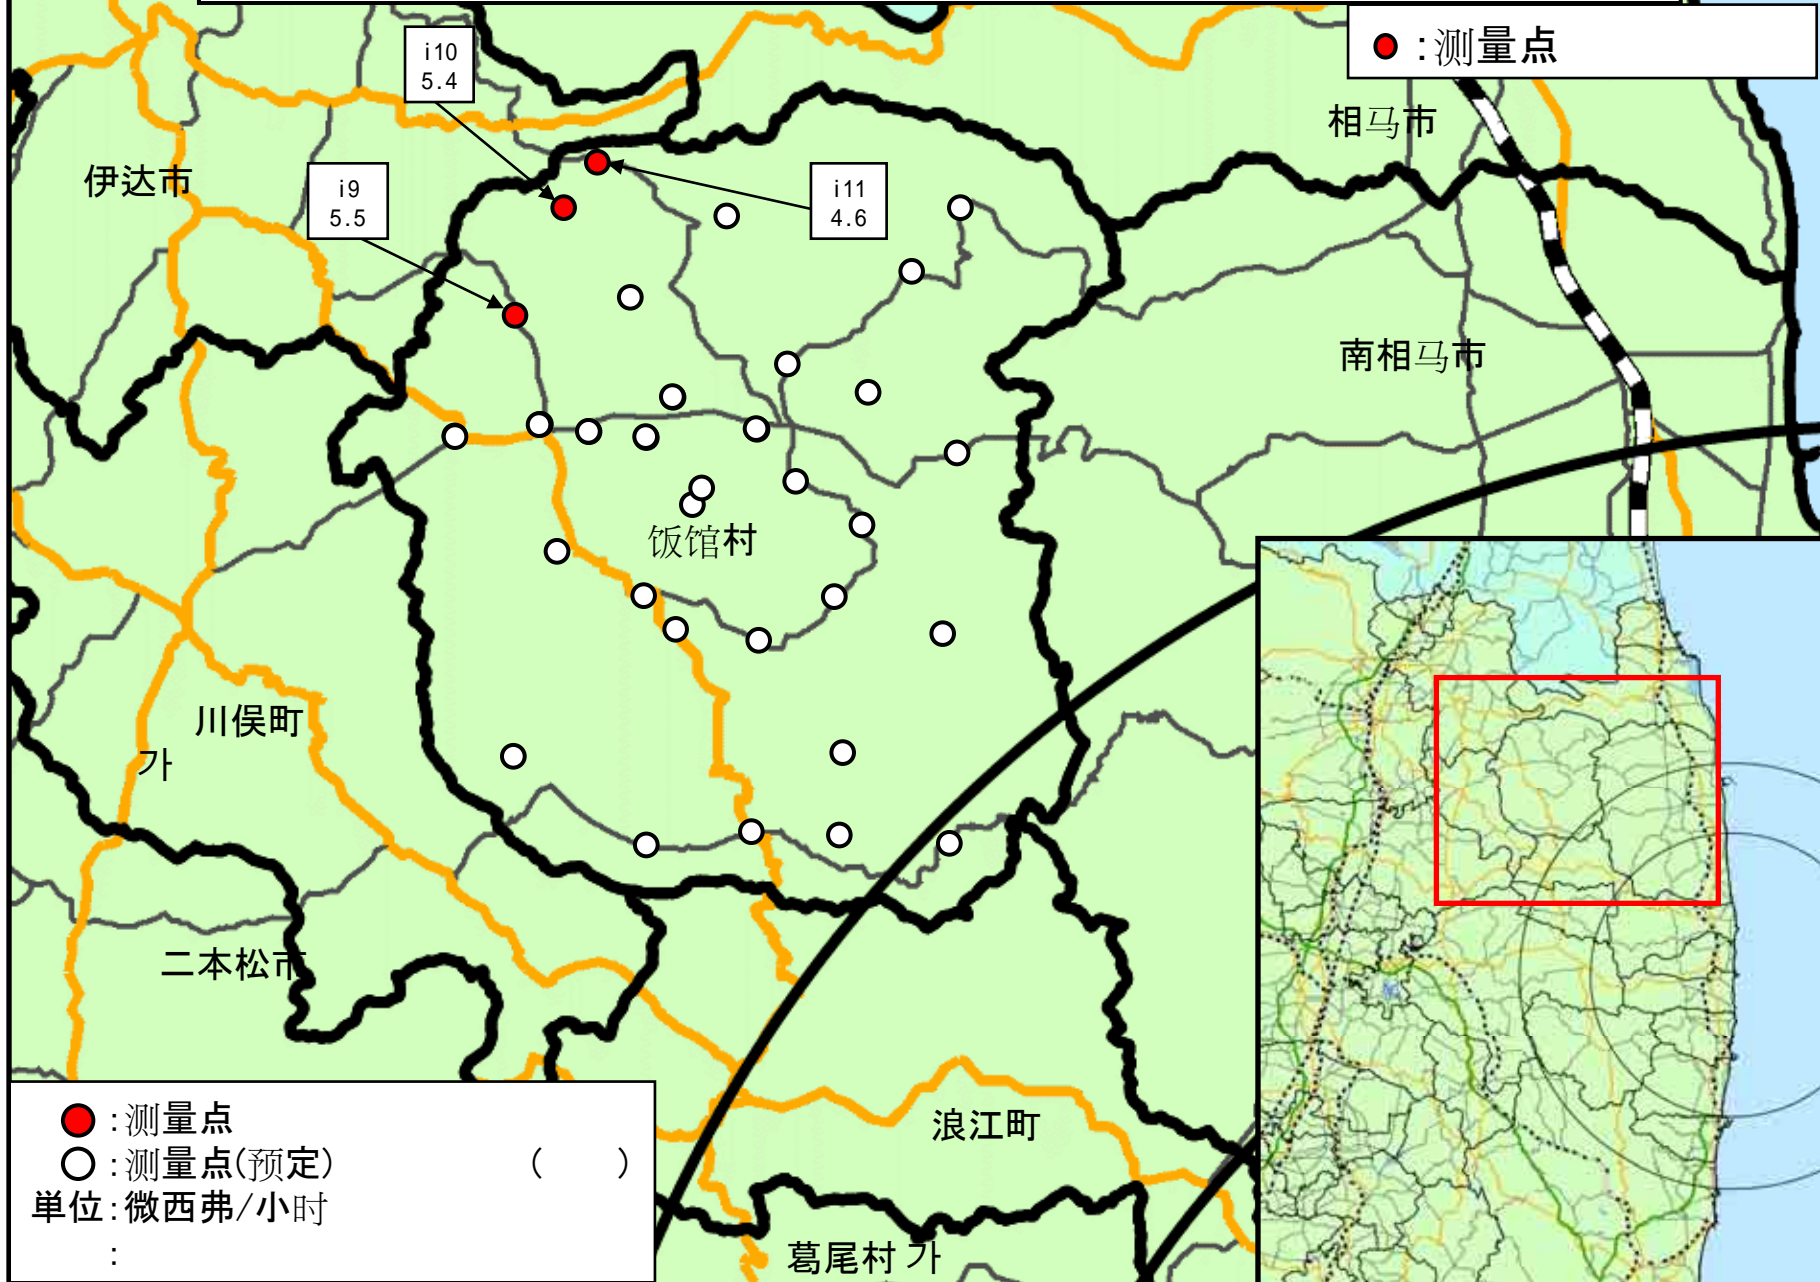 ●:测量点
i10
5.4
相马市
伊达市
i9
5.5
i11
4.6
南相马市
饭馆村
川俣町
가
二本松市
浪江町
葛尾村 가
●:测量点
○:测量点(预定) ( )
単位:微西弗/小时
: